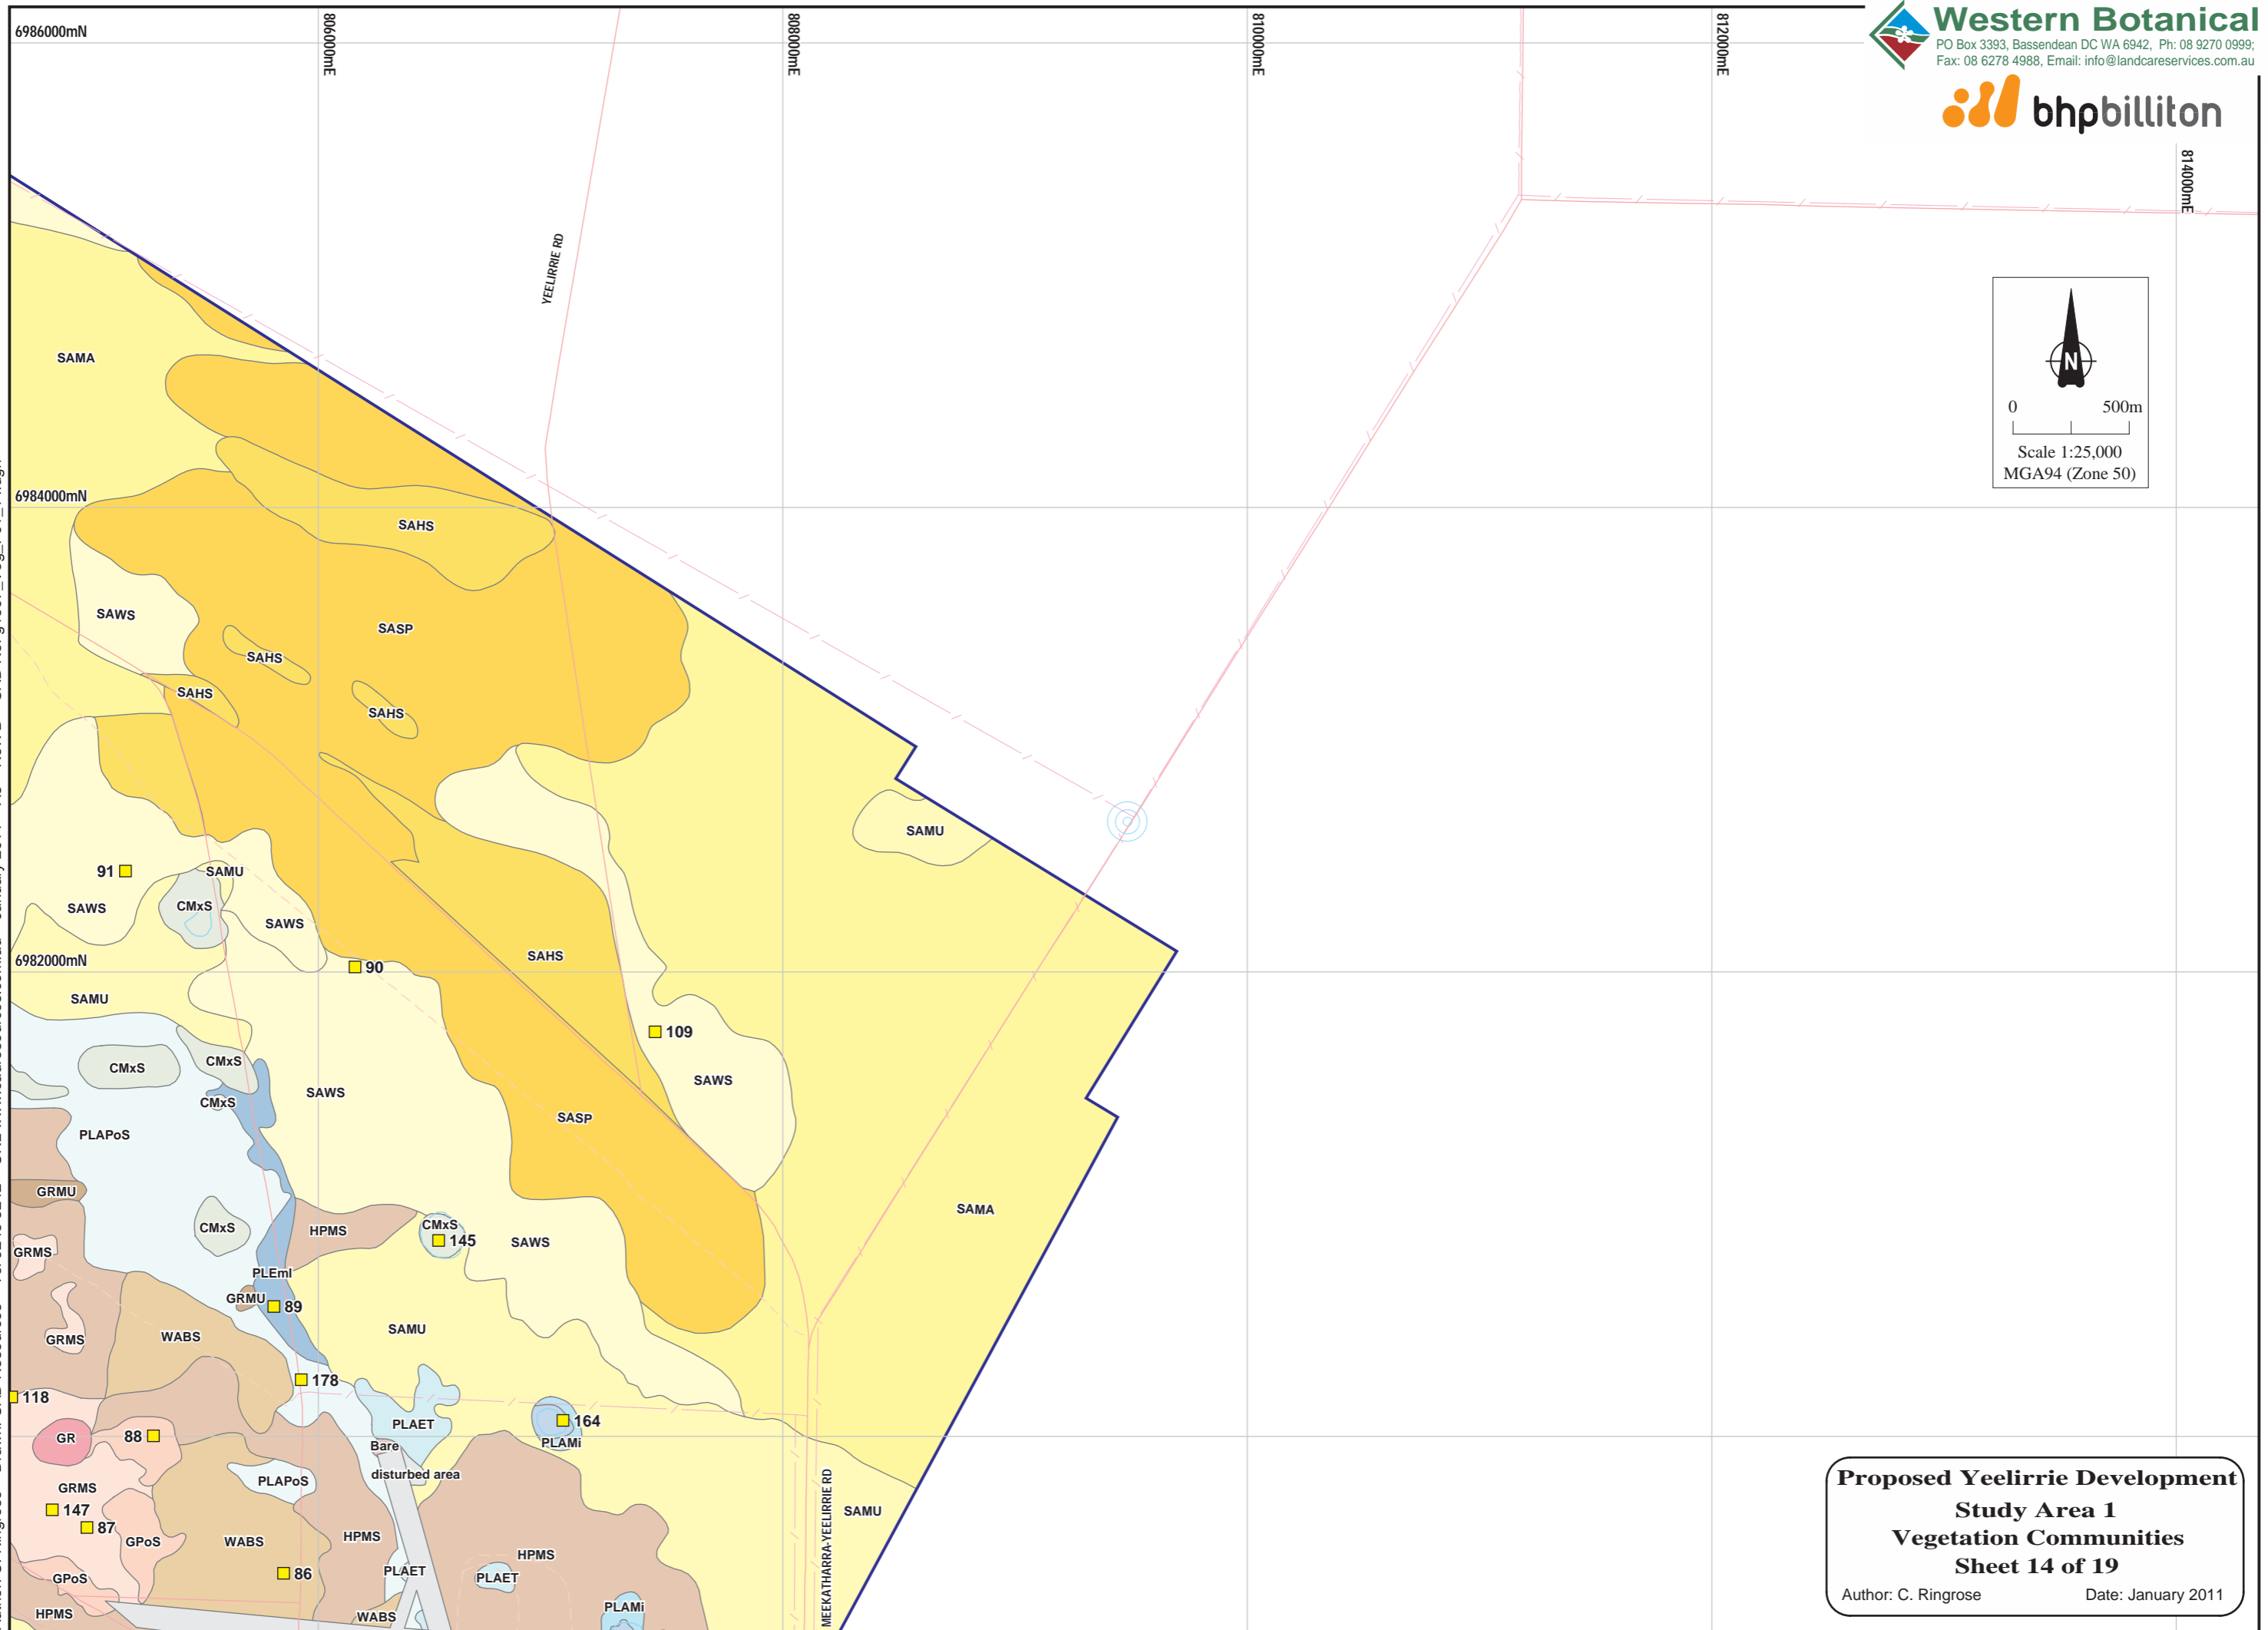 6986000mN
806000mE
808000mE
810000mE
812000mE
814000mE
Western Botanical
PO Box 3393, Bassendean DC WA 6942, Ph: 08 9270 0999;
Fax: 08 6278 4988, Email: info@landcareservices.com.au
bhpbilliton
YEELIRRIE RD
N
0 500m
Scale 1:25,000
MGA94 (Zone 50)
SAMA
6984000mN
SAHS
SAWS
SASP
SAHS
SAHS
SAHS
SAMU
91
SAMU
SAWS
CMxS
SAWS
SAHS
6982000mN
90
SAMU
109
CMxS
CMxS
SAWS
SAWS
CMxS
SASP
PLAPoS
GRMU
SAMA
CMxS
HPMS
CMxS
145
SAWS
GRMS
PLEml
GRMU
89
SAMU
GRMS
WABS
178
118
PLAET
164
GR
88
Bare
PLAMi
disturbed area
PLAPoS
GRMS
147
87
GPoS
WABS
HPMS
HPMS
SAMU
MEEKATHARRA-YEELIRRIE RD
GPoS
86
PLAET
PLAET
HPMS
WABS
PLAMi
Proposed Yeelirrie Development
Study Area 1
Vegetation Communities
Sheet 14 of 19
Author: C. Ringrose Date: January 2011